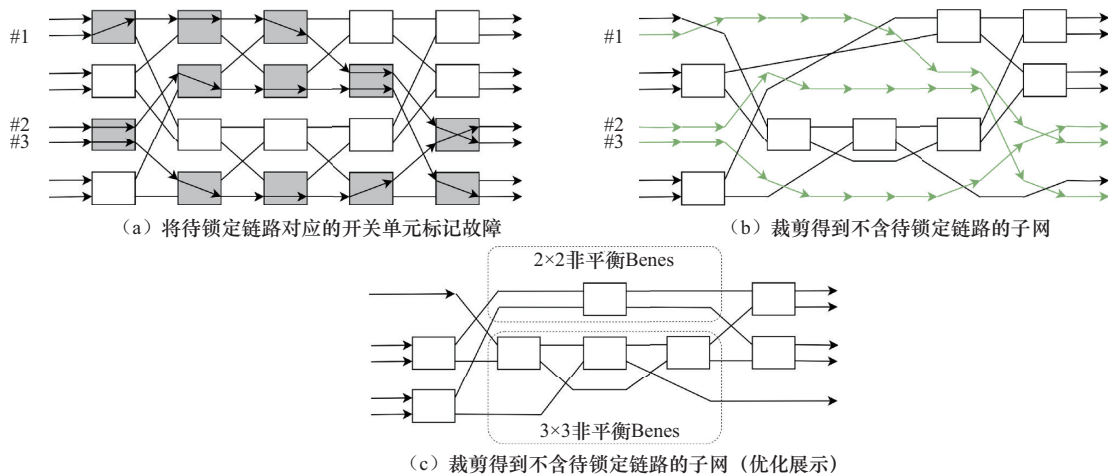 #1
#2
#3
（a）将待锁定链路对应的开关单元标记故障
#1
#2
#3
（b）裁剪得到不含待锁定链路的子网
2×2非平衡Benes
3×3非平衡Benes
（c）裁剪得到不含待锁定链路的子网（优化展示）